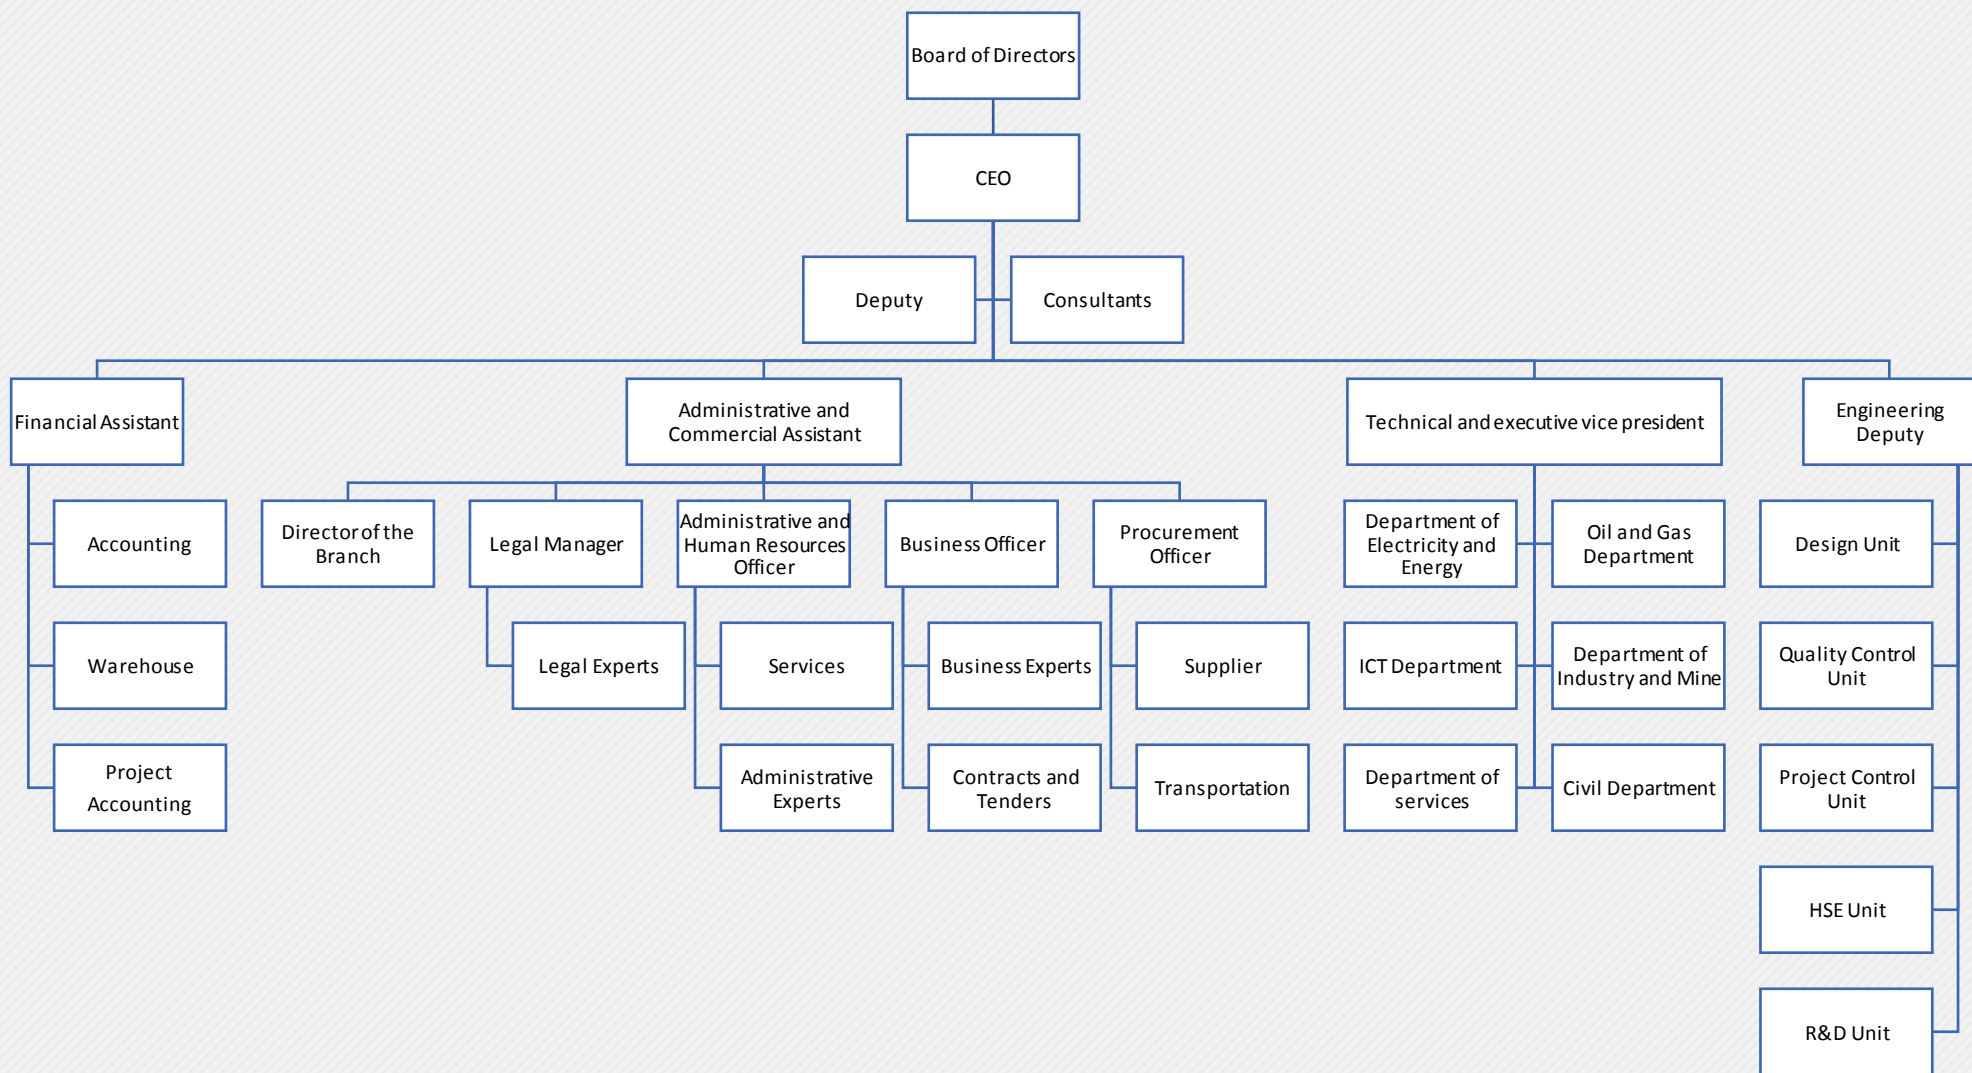 Board of Directors
CEO
Deputy
Consultants
Financial Assistant
Administrative and
Commercial Assistant
Technical and executive vice president
Engineering
Deputy
Accounting
Director of the
Branch
Legal Manager
Administrative and
Human Resources
Officer
Business Officer
Procurement
Officer
Department of
Electricity and
Energy
Oil and Gas
Department
Design Unit
Warehouse
Legal Experts
Services
Business Experts
Supplier
ICT Department
Department of
Industry and Mine
Quality Control
Unit
Project
Accounting
Administrative
Experts
Contracts and
Tenders
Transportation
Department of
services
Civil Department
Project Control
Unit
HSE Unit
R&D Unit